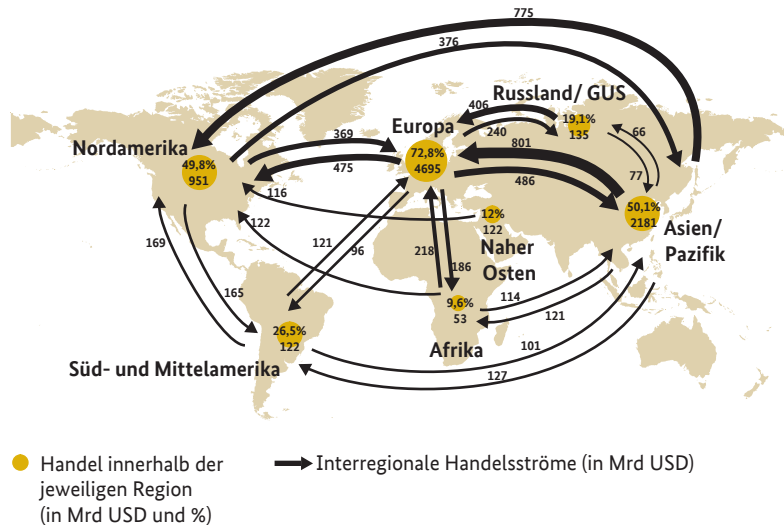 775
376
Russland/ GUS
406
19,1%
135
240
66
77
Nordamerika
49,8%
951
369
475
Europa
72,8%
4695
801
486
116
122
12%
122
Naher
Osten
50,1%
2181
Asien/
Pazifik
169
165
121
96
218
186
9,6%
53
Afrika
114
121
26,5%
122
Süd- und Mittelamerika
101
127
Handel innerhalb der
jeweiligen Region
(in Mrd USD und %)
Interregionale Handelsströme (in Mrd USD)